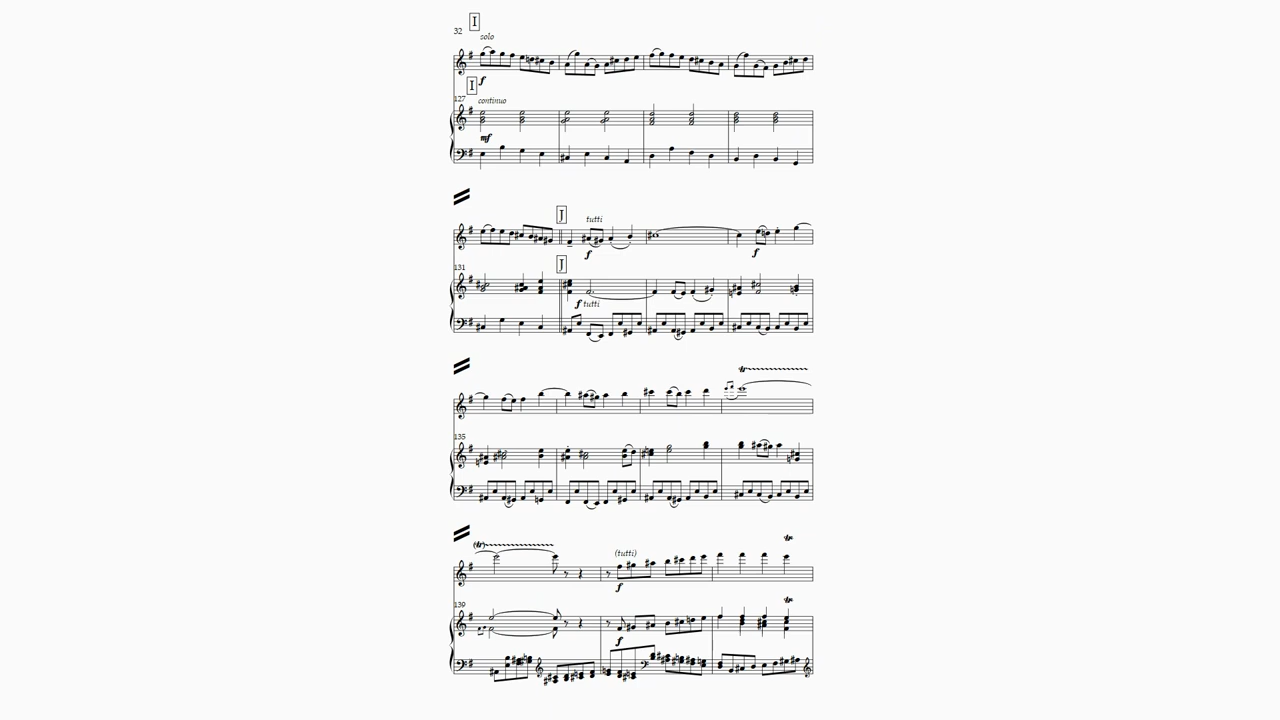 I
32
solo
f
I
127 continuo
mf
J
tutti
f
J
131
f tutti
f
tr
135
(tr)
tr
(tutti)
f
tr
139
f